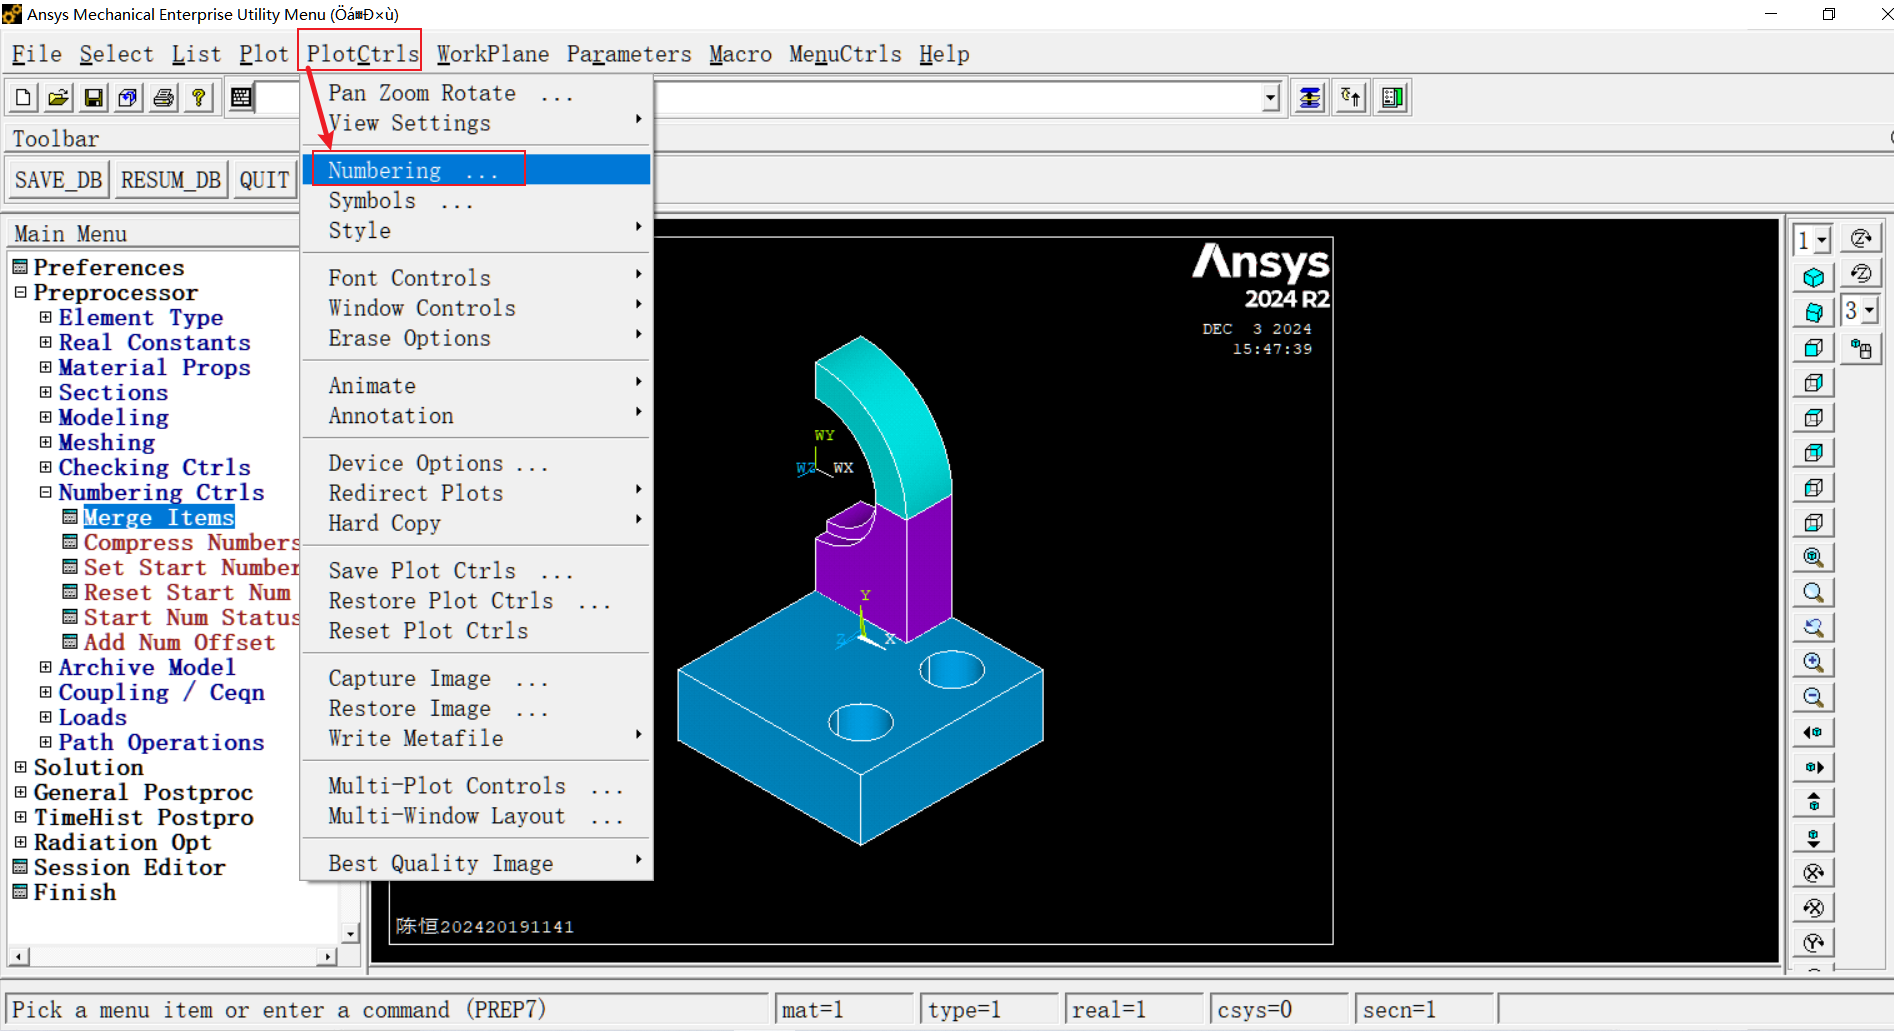 Ansys Mechanical Enterprise Utility Menu (Öá¤Ð×ù)
File Select List Plot PlotCtrls WorkPlane Parameters Macro MenuCtrls Help
Toolbar
SAVE_DB RESUM_DB QUIT
Main Menu
Preferences
Preprocessor
Element Type
Real Constants
Material Props
Sections
Modeling
Meshing
Checking Ctrls
Numbering Ctrls
Merge Items
Compress Numbers
Set Start Number
Reset Start Num
Start Num Status
Add Num Offset
Archive Model
Coupling / Ceqn
Loads
Path Operations
Solution
General Postproc
TimeHist Postpro
Radiation Opt
Session Editor
Finish
Pan Zoom Rotate ...
View Settings
Numbering ...
Symbols ...
Style
Font Controls
Window Controls
Erase Options
Animate
Annotation
Device Options ...
Redirect Plots
Hard Copy
Save Plot Ctrls ...
Restore Plot Ctrls ...
Reset Plot Ctrls
Capture Image ...
Restore Image ...
Write Metafile
Multi-Plot Controls ...
Multi-Window Layout ...
Best Quality Image
Ansys
2024 R2
DEC 3 2024
15:47:39
WY
WZ WX
Y
Z X
陈恒202420191141
1
3
Pick a menu item or enter a command (PREP7)
mat=1
type=1
real=1
csys=0
secn=1